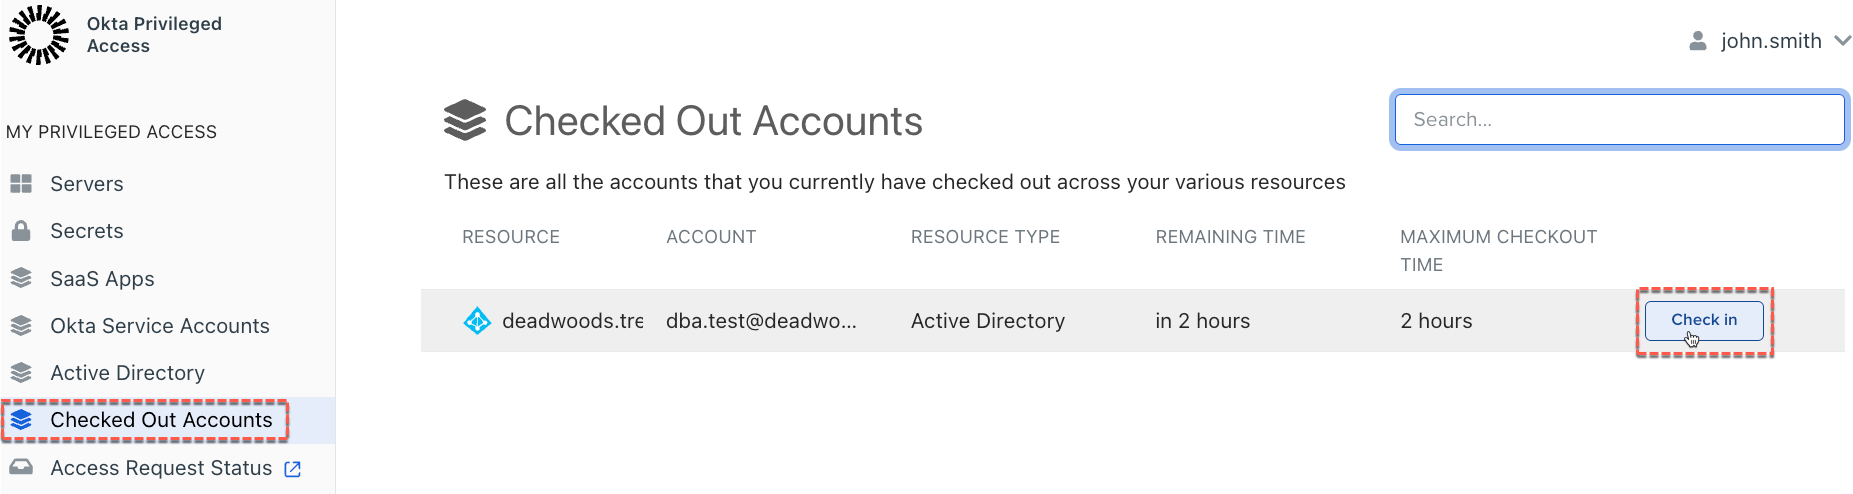 Okta Privileged
Access
john.smith
MY PRIVILEGED ACCESS
Servers
Secrets
SaaS Apps
Okta Service Accounts
Active Directory
Checked Out Accounts
Access Request Status
Checked Out Accounts
Search...
These are all the accounts that you currently have checked out across your various resources
RESOURCE ACCOUNT RESOURCE TYPE REMAINING TIME MAXIMUM CHECKOUT
TIME
deadwoods.tre dba.test@deadwo... Active Directory in 2 hours 2 hours Check in